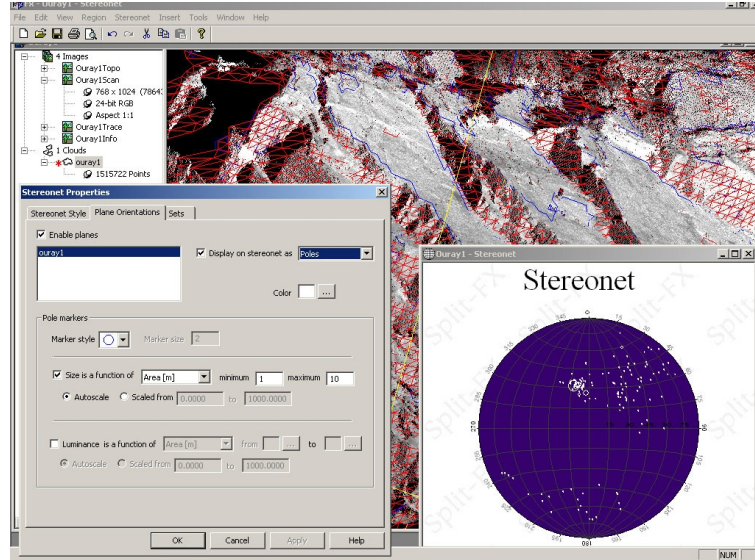 FX - Ouray1 - Stereonet
File Edit View Region Stereonet Insert Tools Window Help
4 Images
Ouray1Topo
Ouray1Scan
768 x 1024 (7864
24-bit RGB
Aspect 1:1
Ouray1Trace
Ouray1Info
1 Clouds
ouray1
1515722 Points
Stereonet Properties
Stereonet Style Plane Orientations Sets
Enable planes
ouray1
Display on stereonet as Poles
Color ...
Pole markers
Marker style Marker size 2
Size is a function of Area [m] minimum 1 maximum 10
Autoscale Scaled from 0.0000 to 1000.0000
Luminance is a function of Area [m] from ... to ...
Autoscale Scaled from 0.0000 to 1000.0000
OK Cancel Apply Help
Ouray1 - Stereonet
Stereonet
Split-FX
270
90
180
NUM